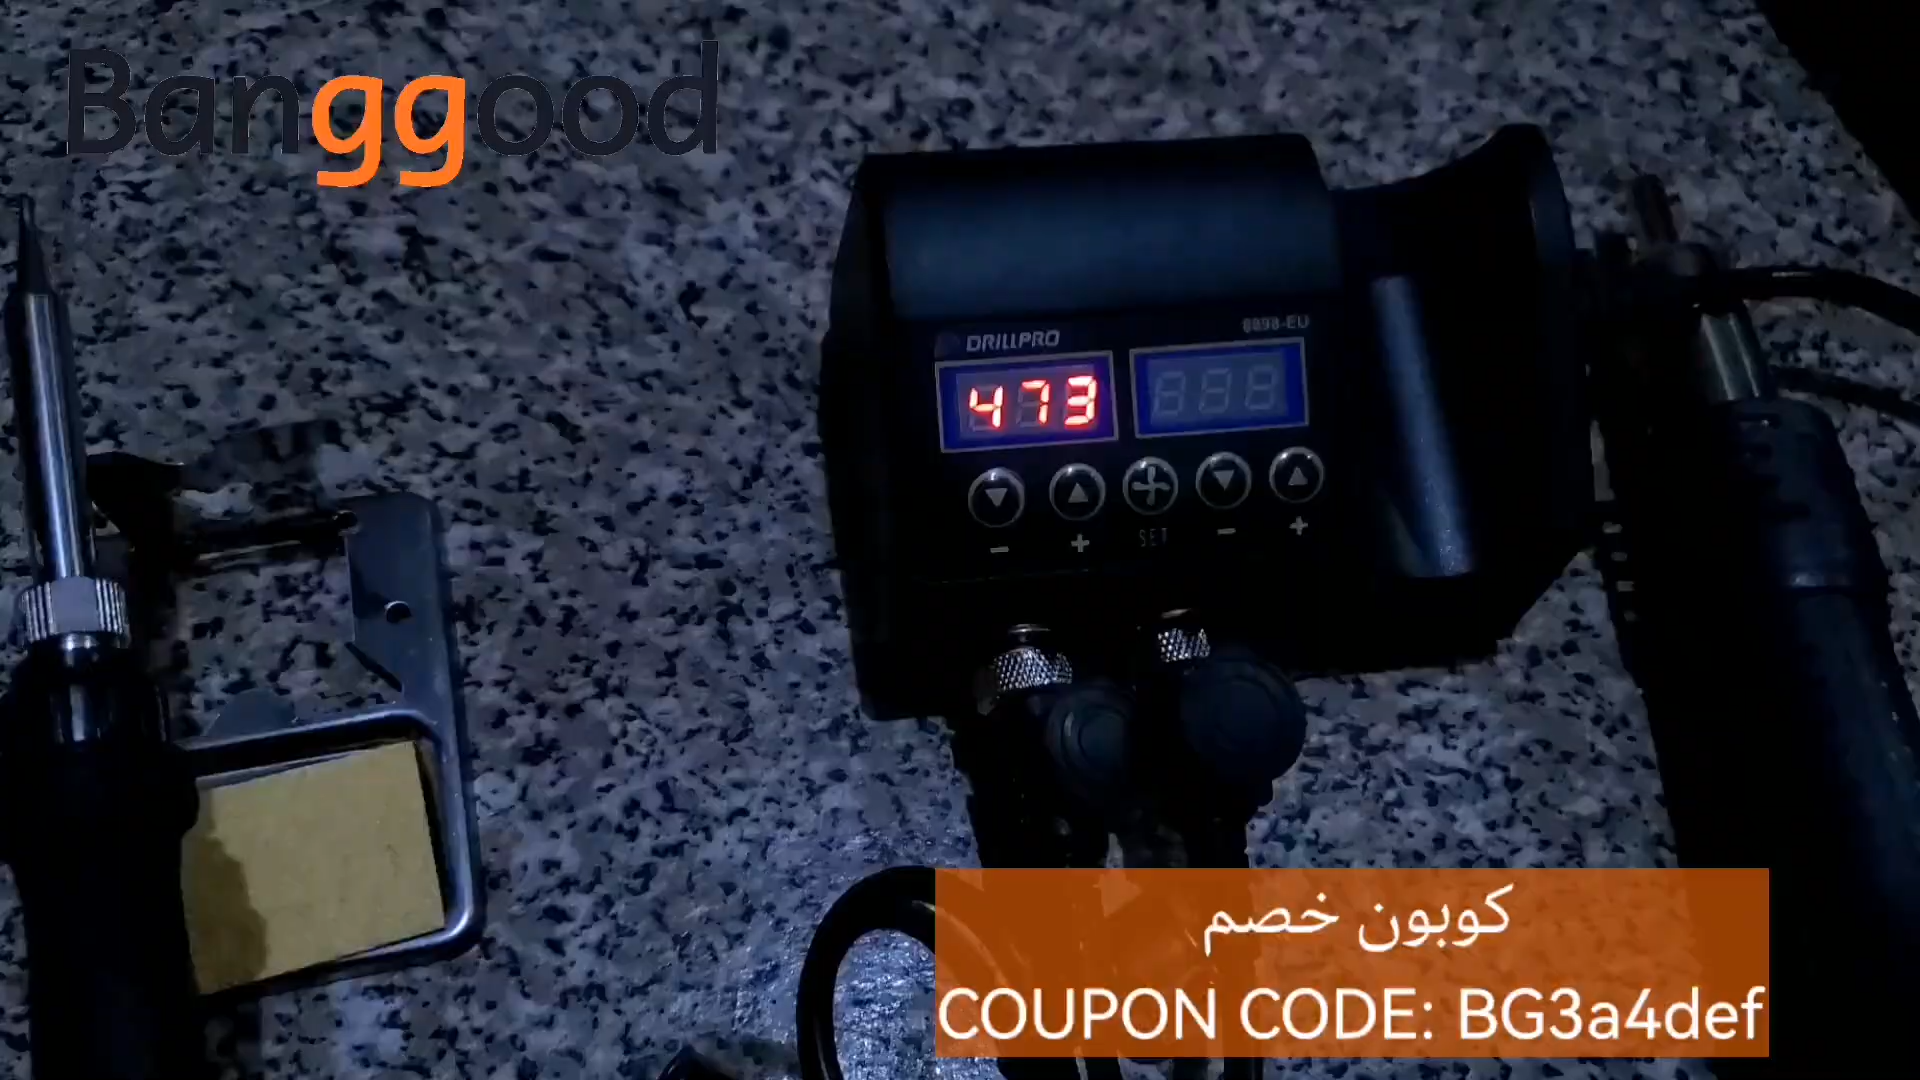 Banggood
DRILLPRO
8898-EU
473
888
- + SET - +
كوبون خصم
COUPON CODE: BG3a4def